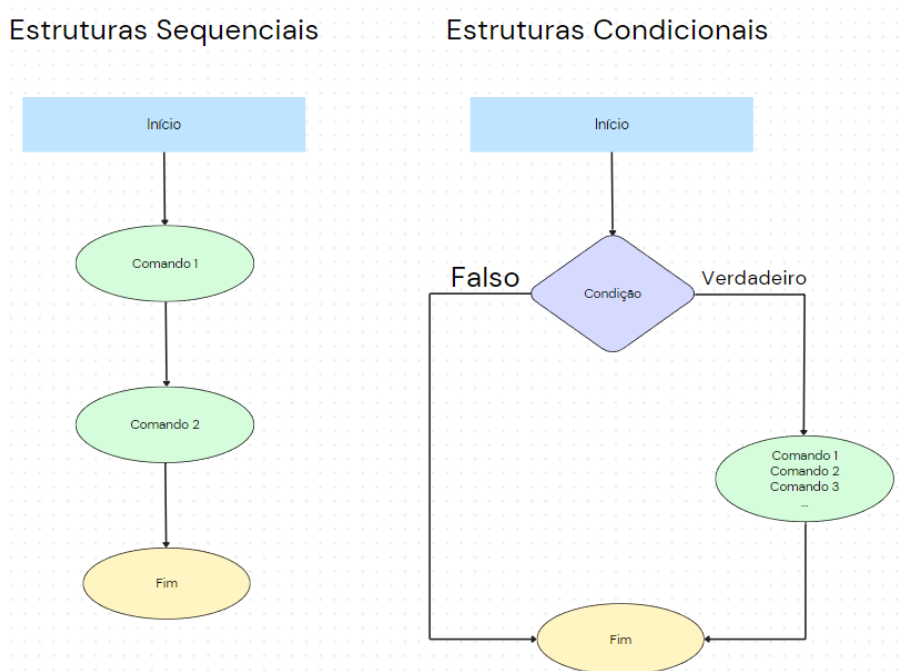 Estruturas Sequenciais
Início
Comando 1
Comando 2
Fim
Estruturas Condicionais
Início
Condição
Falso
Verdadeiro
Comando 1
Comando 2
Comando 3
...
Fim